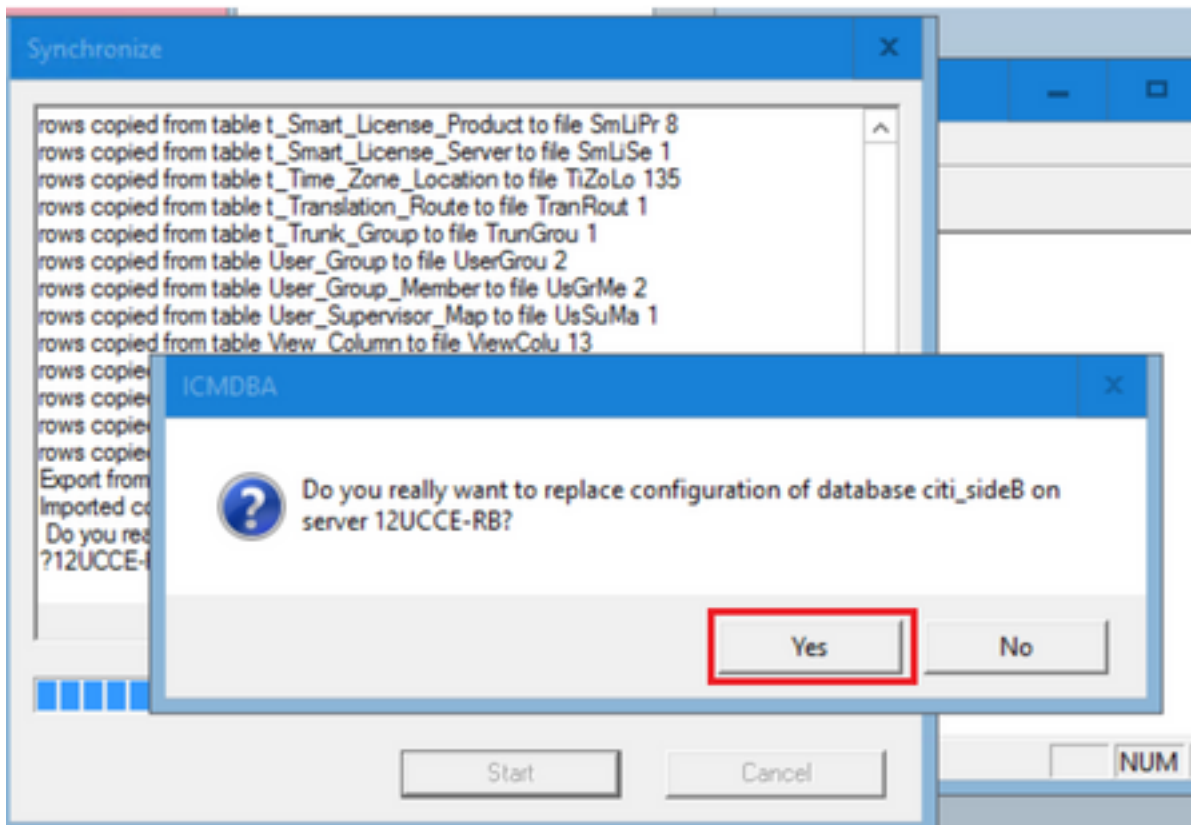 Synchronize
rows copied from table t_Smart_License_Product to file SmLiPr 8
rows copied from table t_Smart_License_Server to file SmLiSe 1
rows copied from table t_Time_Zone_Location to file TiZoLo 135
rows copied from table t_Translation_Route to file TranRout 1
rows copied from table t_Trunk_Group to file TrunGrou 1
rows copied from table User_Group to file UserGrou 2
rows copied from table User_Group_Member to file UsGrMe 2
rows copied from table User_Supervisor_Map to file UsSuMa 1
rows copied from table View_Column to file ViewColu 13
rows
rows
rows
rows
Export from
Imported
Do you
ICMDBA
Do you really want to replace configuration of database citi_sideB on
server 12UCCE-RB?
Yes
No
Start
Cancel
NUM